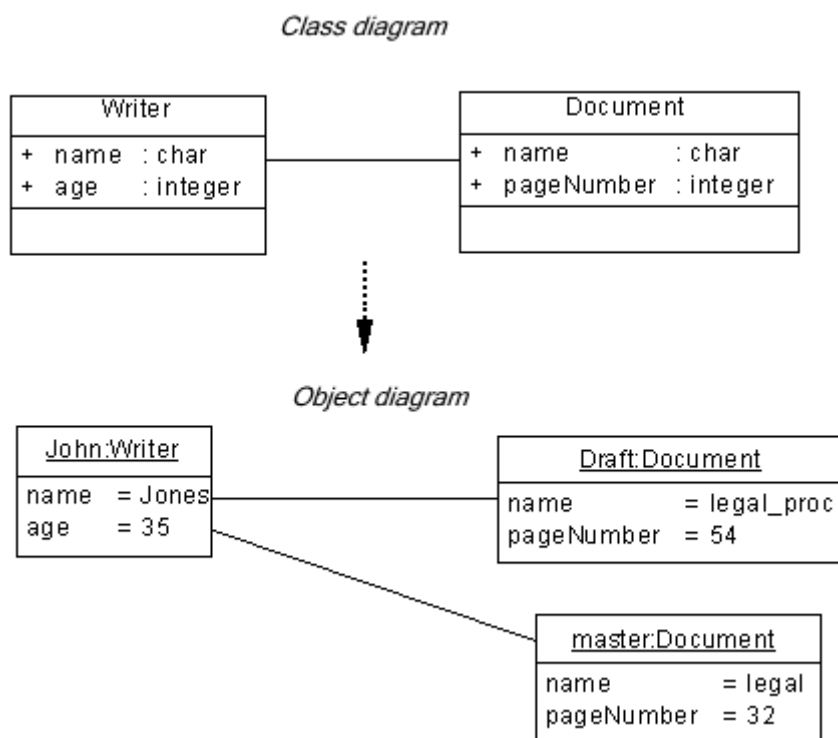 Class diagram
Writer
+ name : char
+ age : integer
Document
+ name : char
+ pageNumber : integer
Object diagram
John:Writer
name = Jones
age = 35
Draft:Document
name = legal_proc
pageNumber = 54
master:Document
name = legal
pageNumber = 32